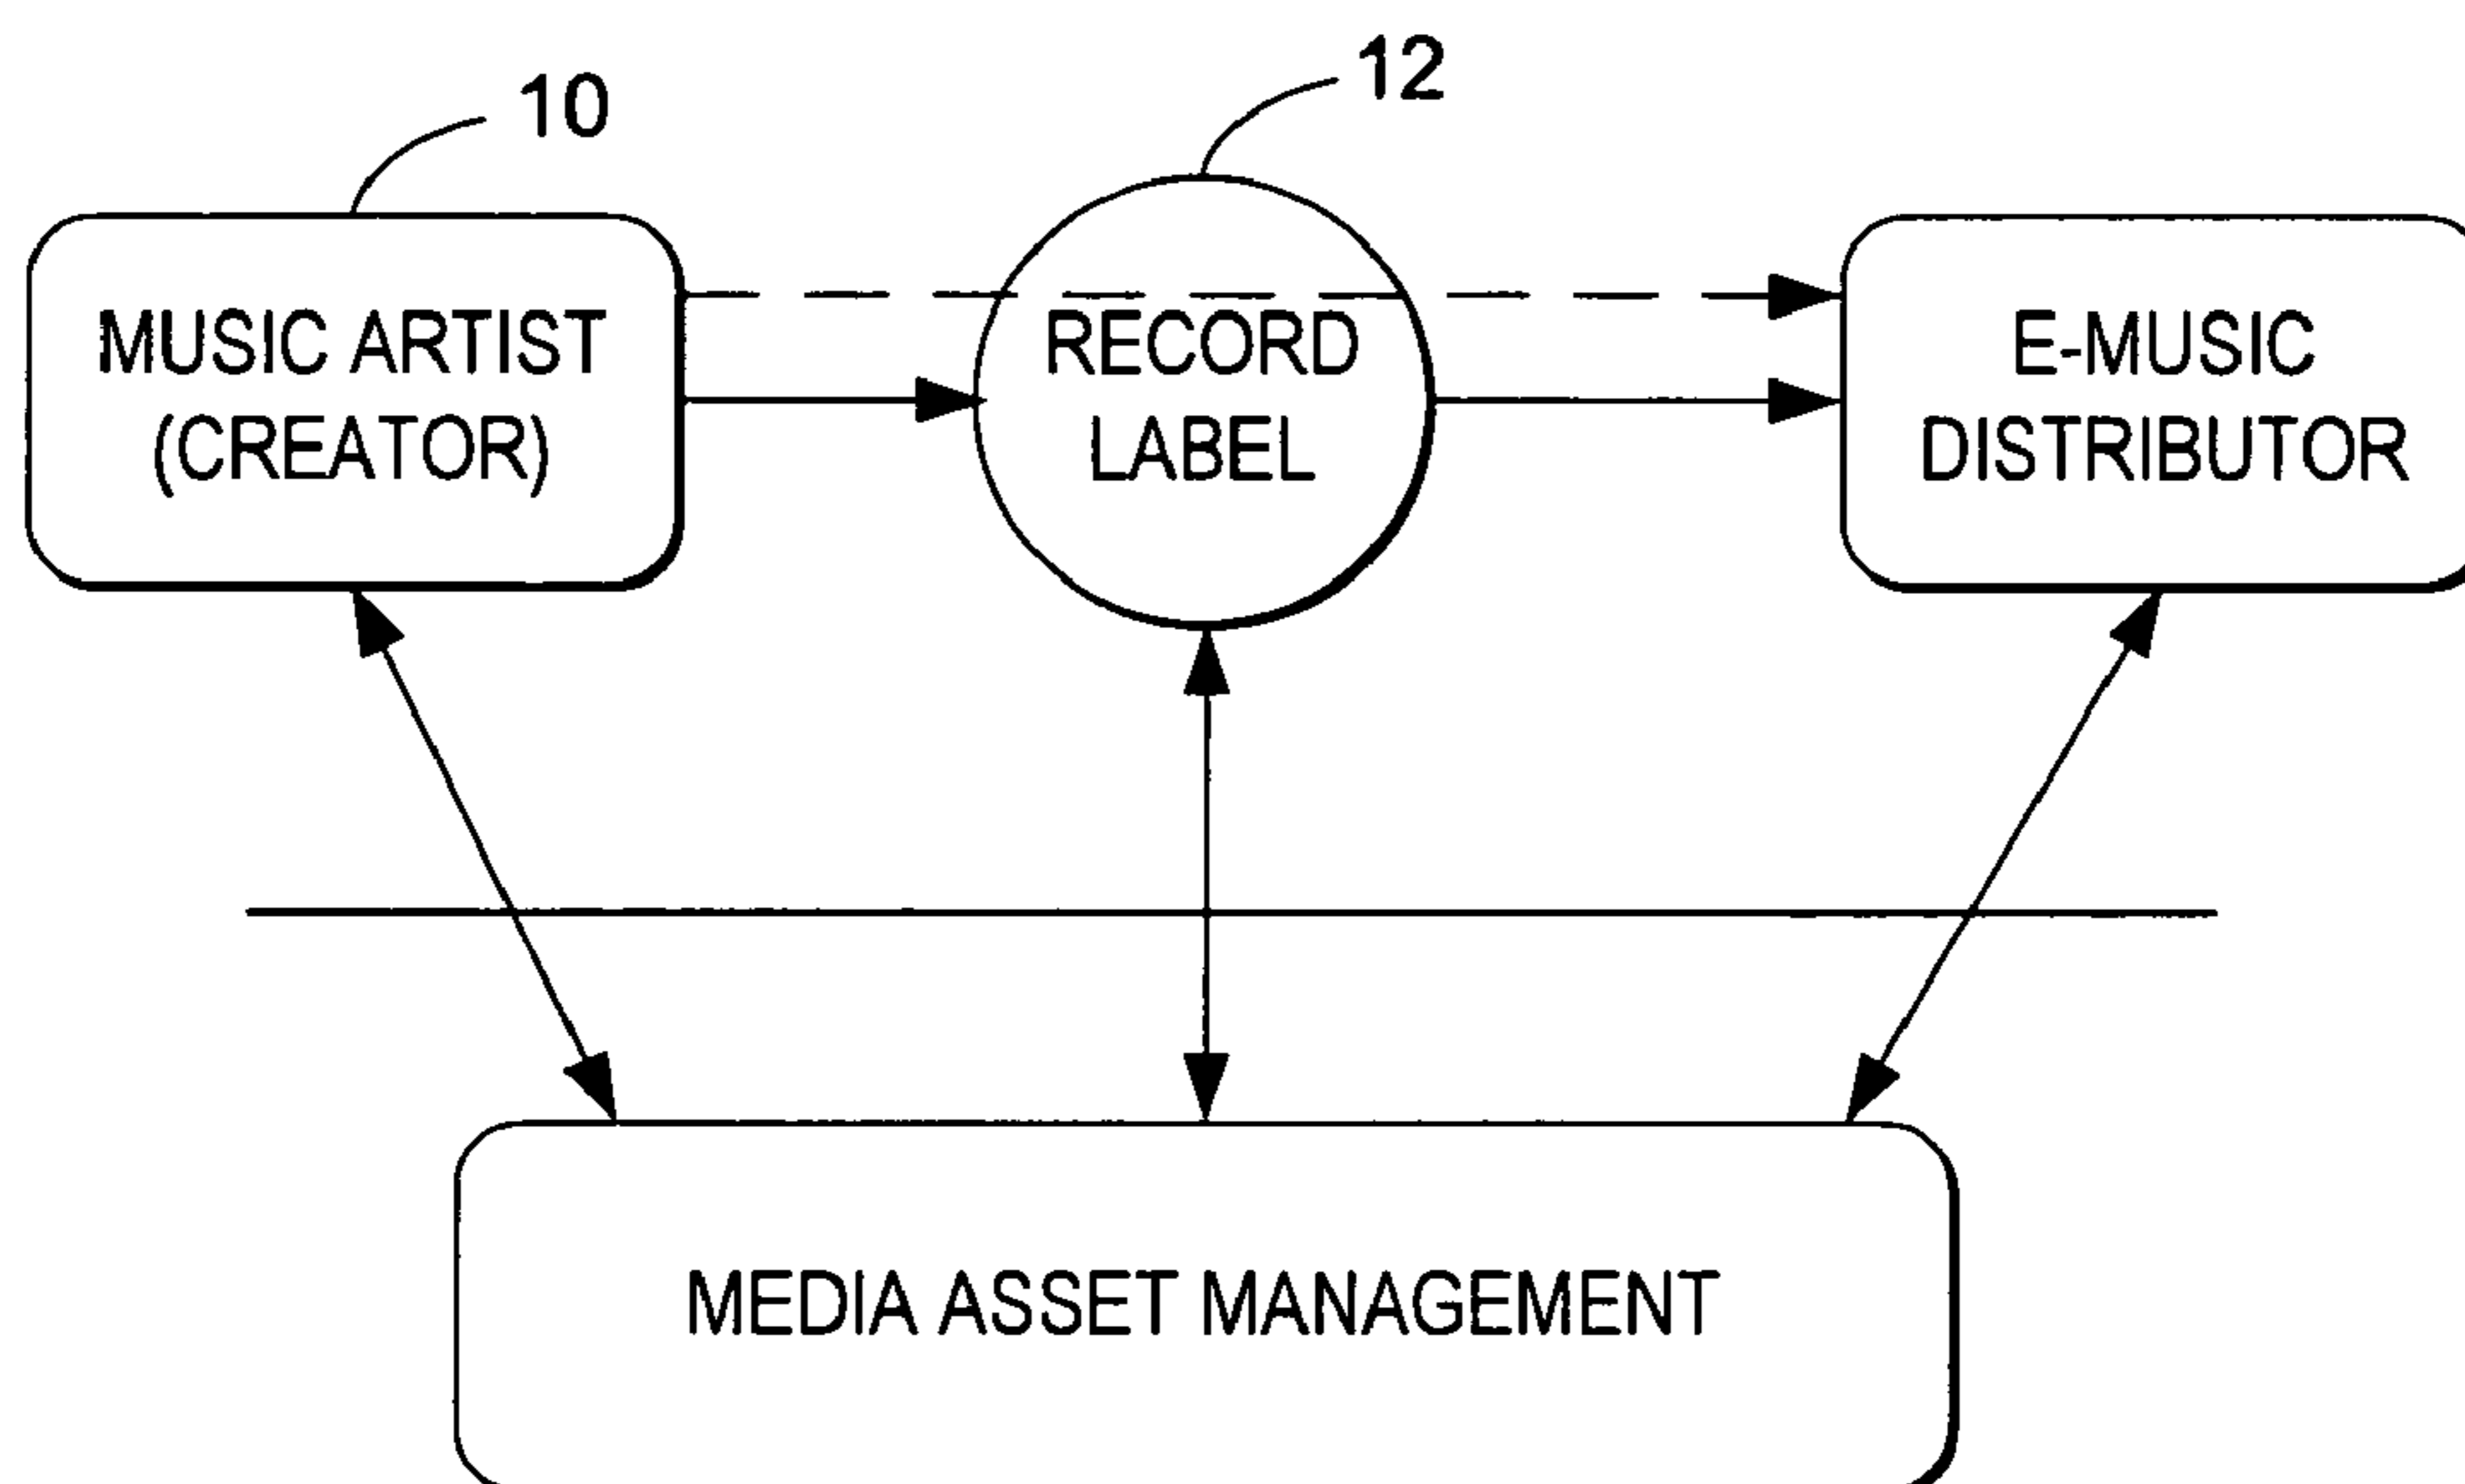 10
12
MUSIC ARTIST
(CREATOR)
RECORD
LABEL
E-MUSIC
DISTRIBUTOR
MEDIA ASSET MANAGEMENT